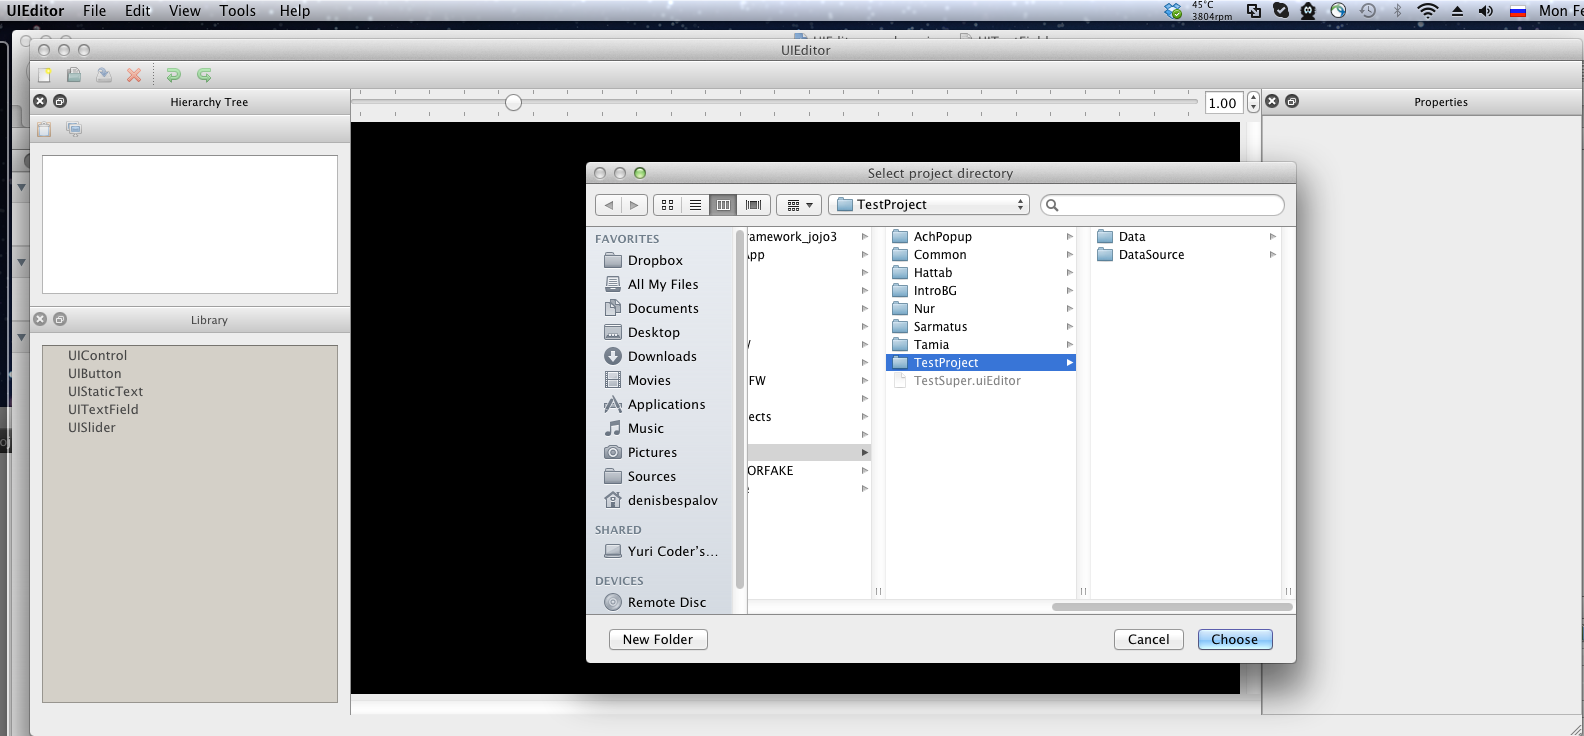 UIEditor File Edit View Tools Help
45°C
3804rpm
Mon Fe
UIEditor
Hierarchy Tree
1.00
Properties
Select project directory
TestProject
FAVORITES
Dropbox
All My Files
Documents
Desktop
Downloads
Movies
Applications
Music
Pictures
Sources
denisbespalov
SHARED
Yuri Coder's...
DEVICES
Remote Disc
ramework_jojo3
App
FW
ects
ORFAKE
AchPopup
Common
Hattab
IntroBG
Nur
Sarmatus
Tamia
TestProject
TestSuper.uiEditor
Data
DataSource
New Folder
Cancel
Choose
Library
UIControl
UIButton
UIStaticText
UITextField
UISlider